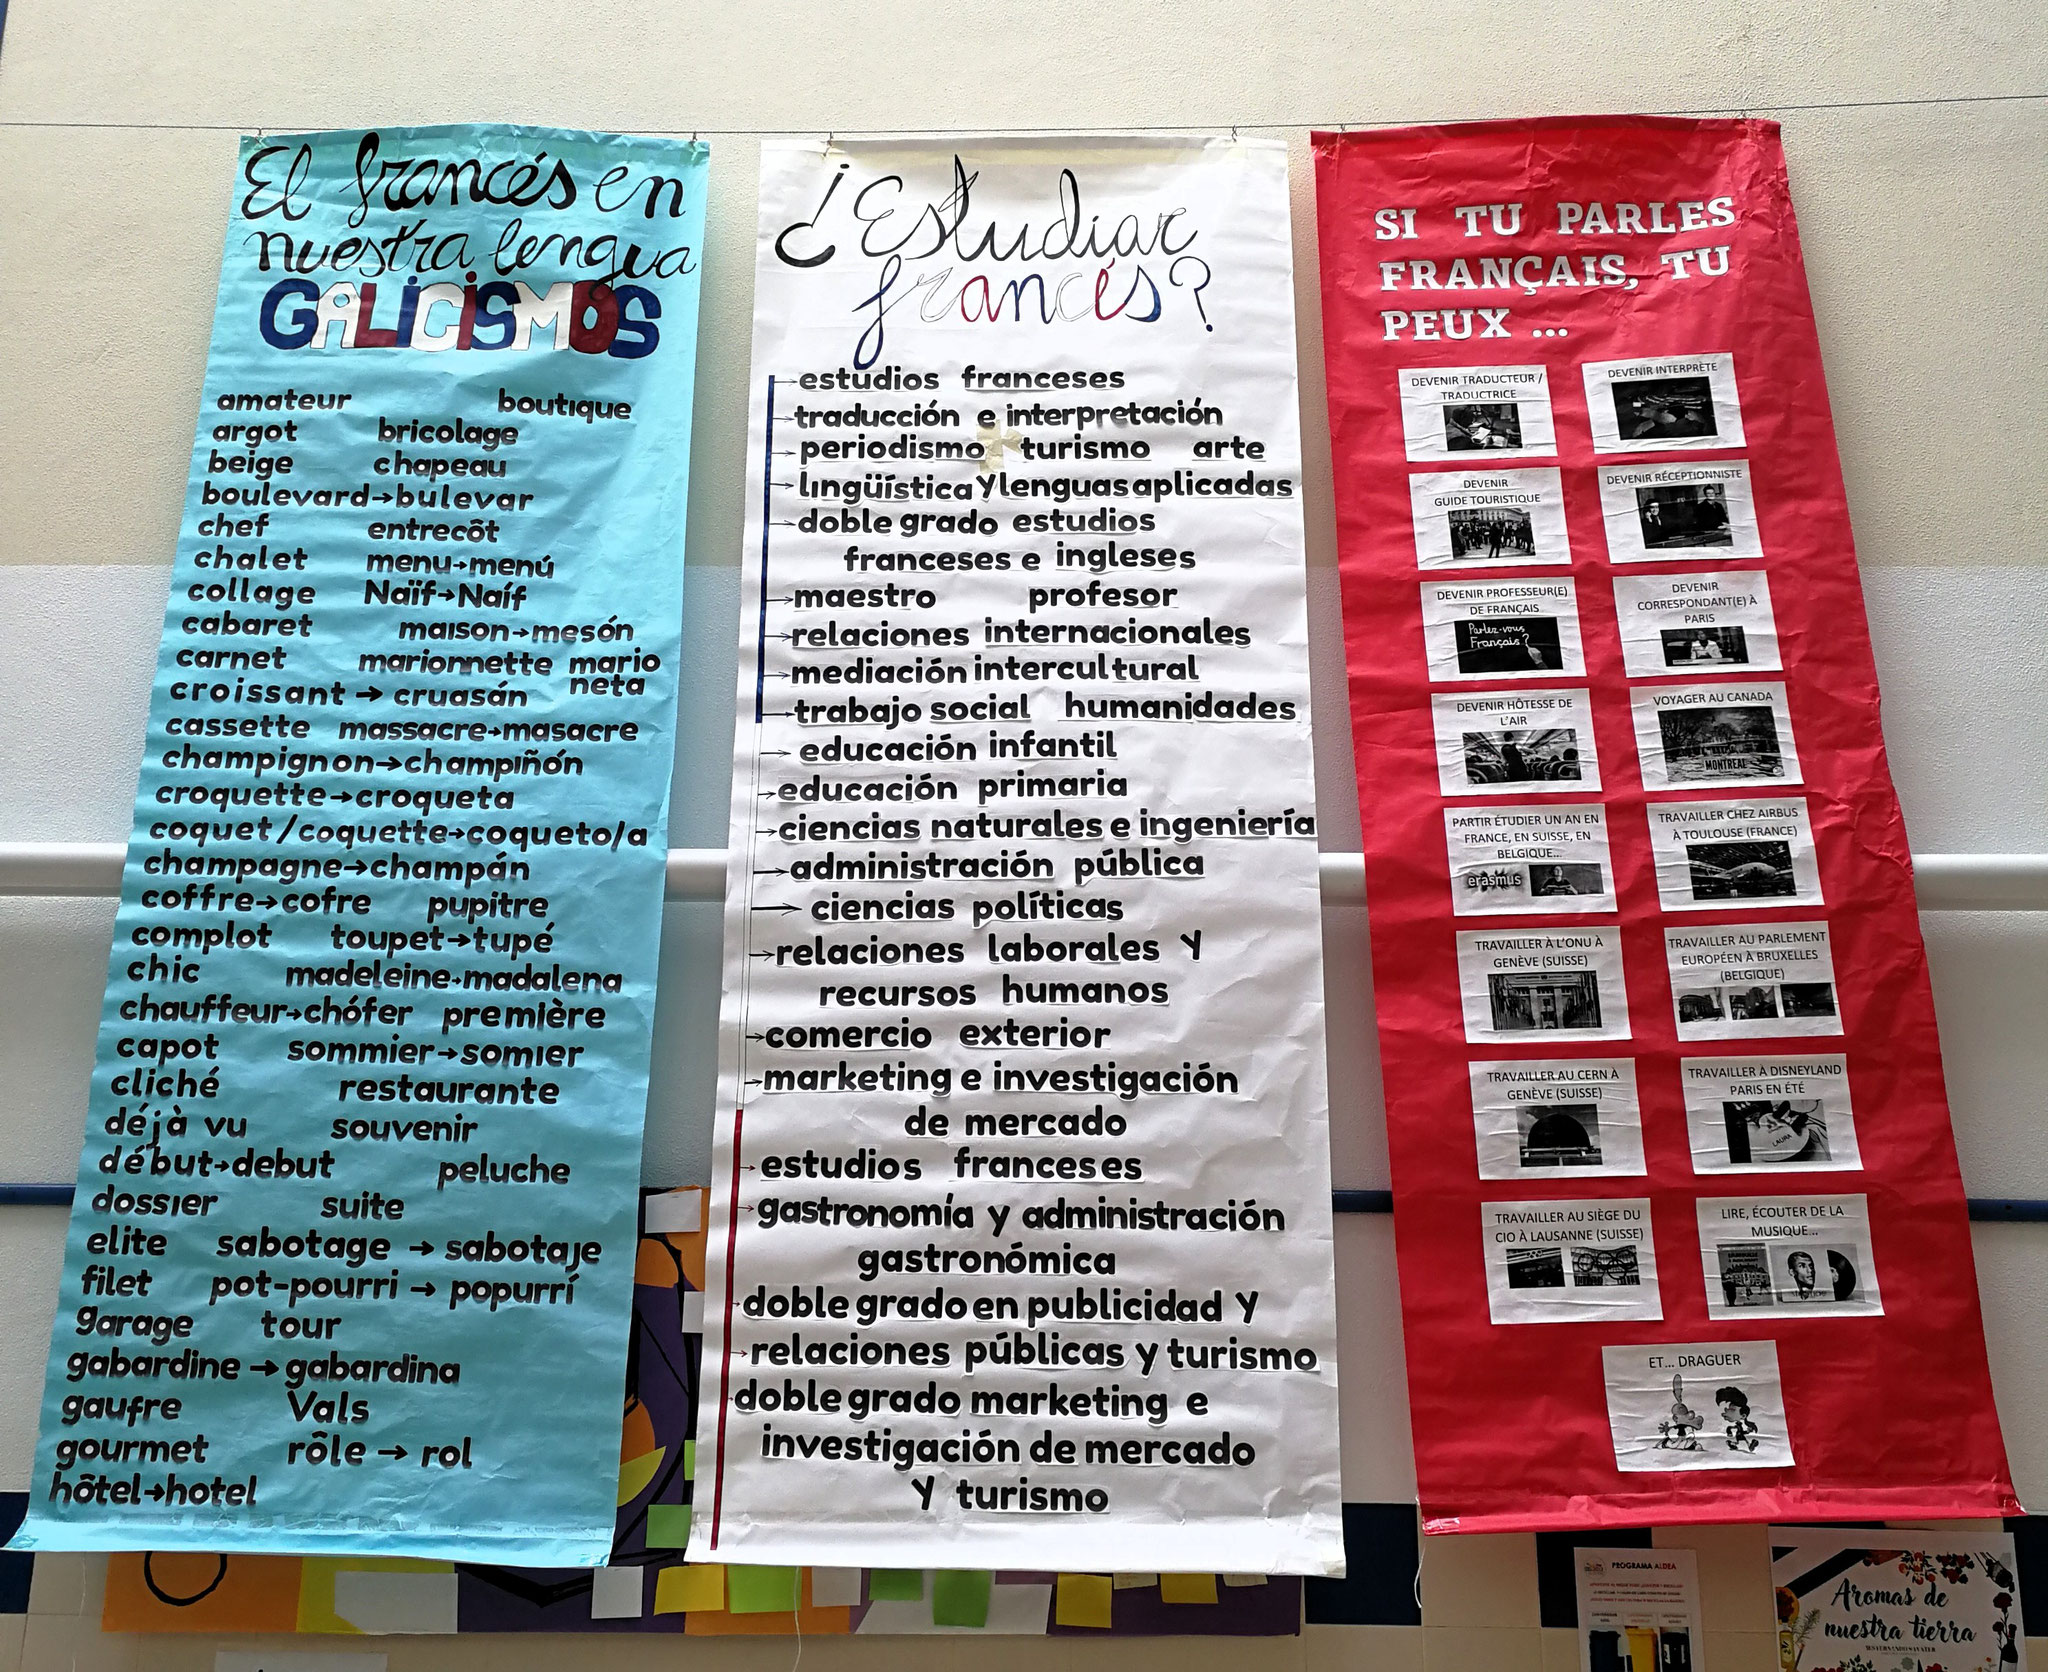 El francés en
nuestra lengua
GALICISMOS
amateur boutique
argot bricolage
beige chapeau
boulevard→bulevar
chef entrecôt
chalet menu→menú
collage Naïf→Naíf
cabaret maison→mesón
carnet marionnette mario
neta
croissant→cruasán
cassette massacre→masacre
champignon→champiñón
croquette→croqueta
coquet/coquette→coqueto/a
champagne→champán
coffre→cofre pupitre
complot toupet→tupé
chic madeleine→madalena
chauffeur→chófer première
capot sommier→somier
cliché restaurante
déjà vu souvenir
début→debut peluche
dossier suite
elite sabotage → sabotaje
filet pot-pourri → popurrí
garage tour
gabardine → gabardina
gaufre Vals
gourmet rôle → rol
hôtel→hotel
¿Estudiar
francés?
estudios franceses
traducción e interpretación
periodismo turismo arte
lingüística y lenguas aplicadas
doble grado estudios
franceses e ingleses
maestro profesor
relaciones internacionales
mediación intercultural
trabajo social humanidades
educación infantil
educación primaria
ciencias naturales e ingeniería
administración pública
ciencias políticas
relaciones laborales y
recursos humanos
comercio exterior
marketing e investigación
de mercado
estudios franceses
gastronomía y administración
gastronómica
doble grado en publicidad y
relaciones públicas y turismo
doble grado marketing e
investigación de mercado
y turismo
SI TU PARLES
FRANÇAIS, TU
PEUX ...
DEVENIR TRADUCTEUR /
TRADUCTRICE
DEVENIR INTERPRÈTE
DEVENIR
GUIDE TOURISTIQUE
DEVENIR RÉCEPTIONNISTE
DEVENIR PROFESSEUR(E)
DE FRANÇAIS
Parlez-vous
Français ?
DEVENIR
CORRESPONDANT(E) À
PARIS
DEVENIR HÔTESSE DE
L'AIR
VOYAGER AU CANADA
MONTREAL
PARTIR ÉTUDIER UN AN EN
FRANCE, EN SUISSE, EN
BELGIQUE...
erasmus
TRAVAILLER CHEZ AIRBUS
À TOULOUSE (FRANCE)
TRAVAILLER À L'ONU À
GENÈVE (SUISSE)
TRAVAILLER AU PARLEMENT
EUROPÉEN À BRUXELLES
(BELGIQUE)
TRAVAILLER AU CERN À
GENÈVE (SUISSE)
TRAVAILLER À DISNEYLAND
PARIS EN ÉTÉ
LAURA
TRAVAILLER AU SIÈGE DU
CIO À LAUSANNE (SUISSE)
LIRE, ÉCOUTER DE LA
MUSIQUE...
ET... DRAGUER
PROGRAMA ALDEA
Aromas de
nuestra tierra